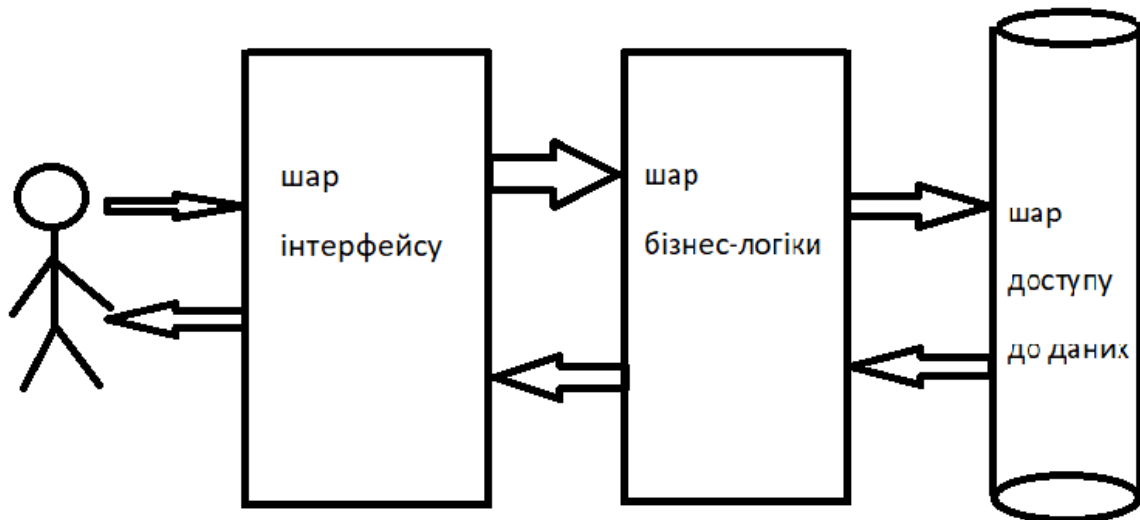 шар
інтерфейсу
шар
бізнес-логіки
шар
доступу
до даних